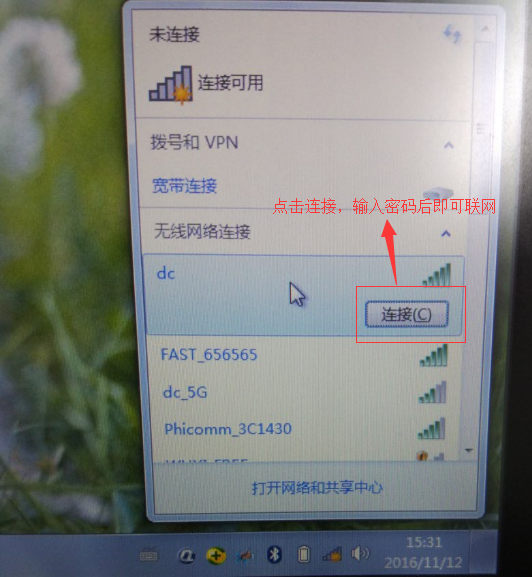 未连接
连接可用
拨号和 VPN
宽带连接
点击连接，输入密码后即可联网
无线网络连接
dc
连接(C)
FAST_656565
dc_5G
Phicomm_3C1430
打开网络和共享中心
15:31
2016/11/12